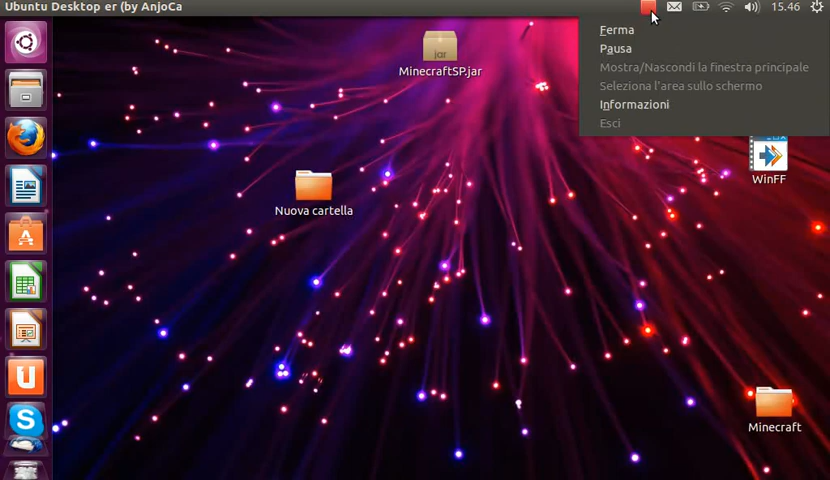 Ubuntu Desktop er (by AnjoCa
15.46
Ferma
Pausa
Mostra/Nascondi la finestra principale
Seleziona l'area sullo schermo
Informazioni
Esci
jar
MinecraftSP.jar
WinFF
Nuova cartella
Minecraft